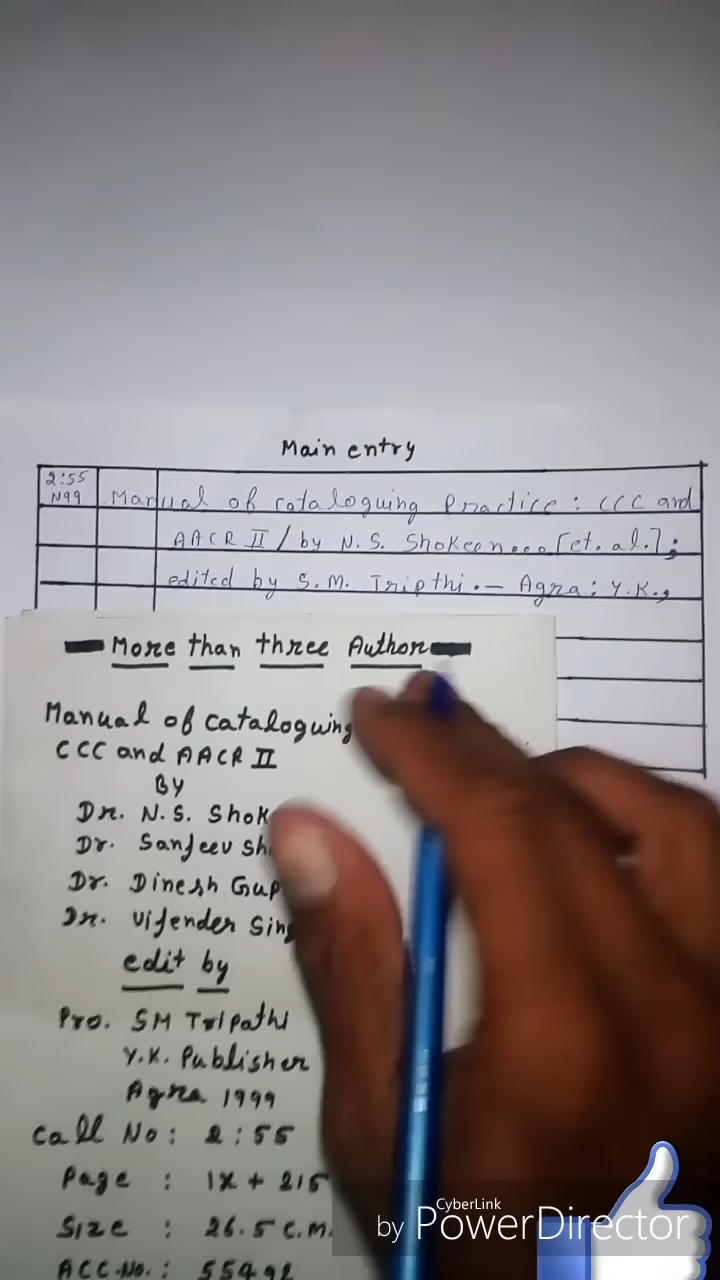 Main entry
2:55
N99
Manual of cataloguing Practice: CCC and
AACR II / by N. S. Shokeen... [et. al.];
edited by S.M. Tripthi. — Agra: Y.K.,
More than three Author
Manual of cataloguing
CCC and AACR II
By
Dr. N. S. Shok
Dr. Sanjeev Sh
Dr. Dinesh Gup
Dr. Vijender Sing
edit by
Pro. SM Tripathi
Y.K. Publisher
Agra 1999
Call No: 2:55
Page : IX + 215
Size : 26.5 C.M.
ACC.No.: 55492
CyberLink
by PowerDirector